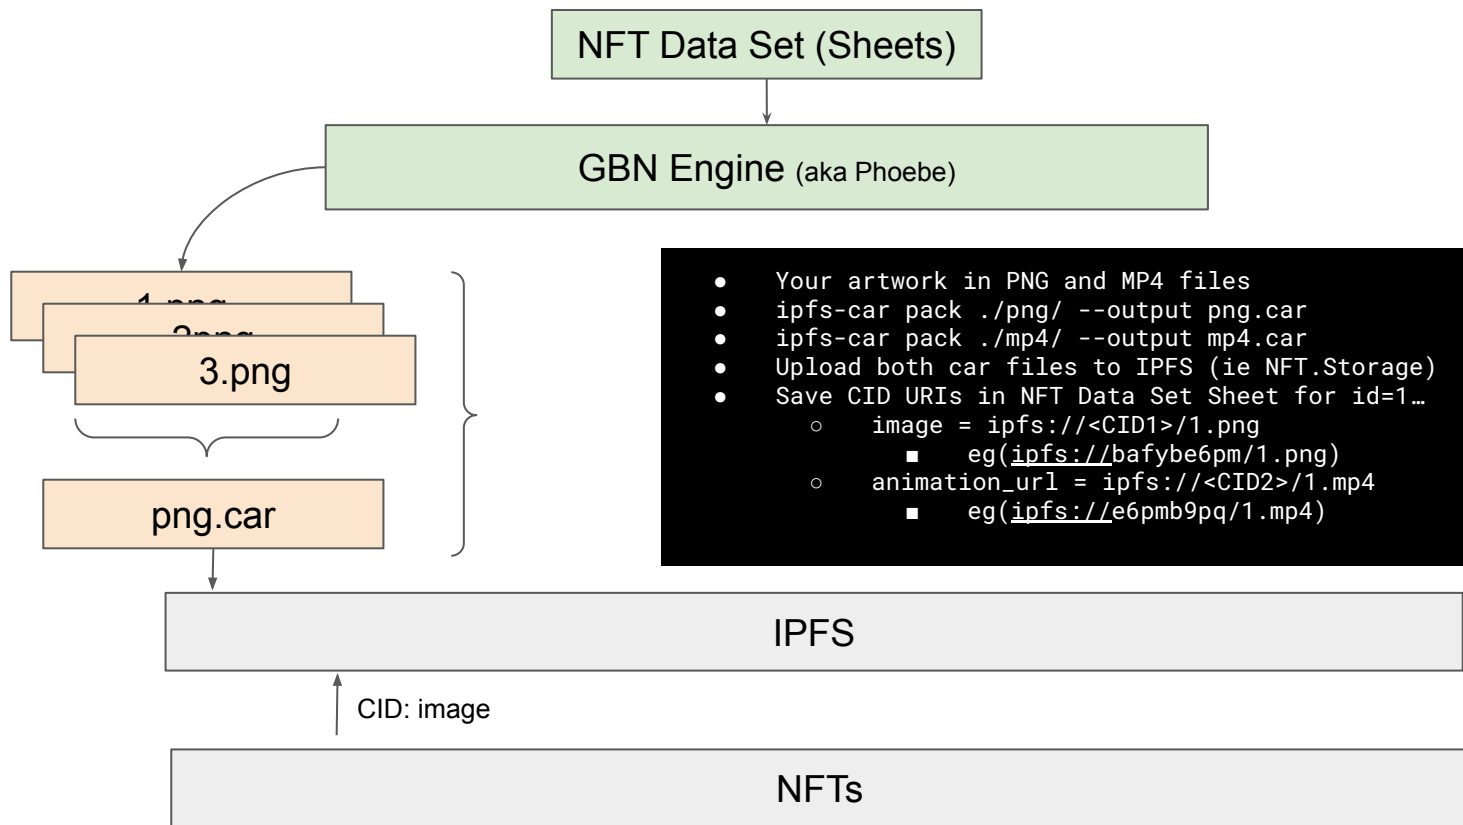 NFT Data Set (Sheets)
GBN Engine (aka Phoebe)
1.png
2png
3.png
png.car
● Your artwork in PNG and MP4 files
● ipfs-car pack ./png/ --output png.car
● ipfs-car pack ./mp4/ --output mp4.car
● Upload both car files to IPFS (ie NFT.Storage)
● Save CID URIs in NFT Data Set Sheet for id=1…
○ image = ipfs://<CID1>/1.png
■ eg(ipfs://bafybe6pm/1.png)
○ animation_url = ipfs://<CID2>/1.mp4
■ eg(ipfs://e6pmb9pq/1.mp4)
IPFS
CID: image
NFTs